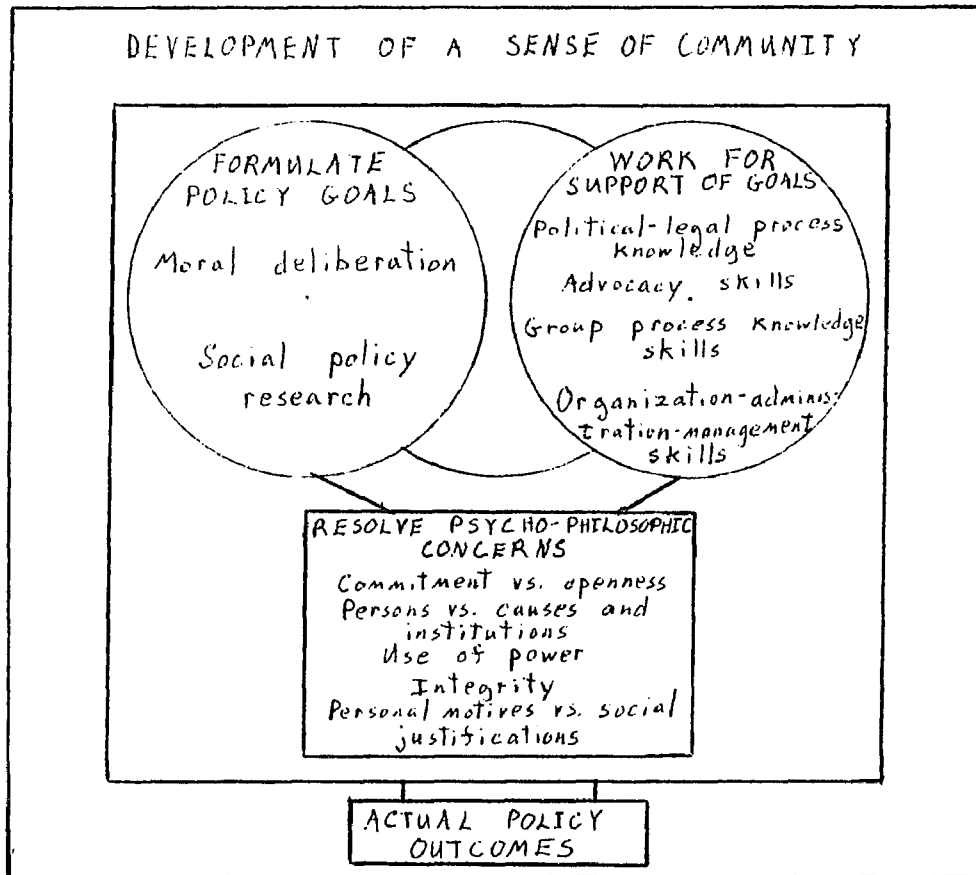 DEVELOPMENT OF A SENSE OF COMMUNITY
FORMULATE
POLICY GOALS
Moral deliberation
Social policy
research
WORK FOR
SUPPORT OF GOALS
Political-legal process
knowledge
Advocacy skills
Group process knowledge
skills
Organization-adminis-
tration-management
skills
RESOLVE PSYCHO-PHILOSOPHIC
CONCERNS
Commitment vs. openness
Persons vs. causes and
institutions
Use of power
Integrity
Personal motives vs. social
justifications
ACTUAL POLICY
OUTCOMES